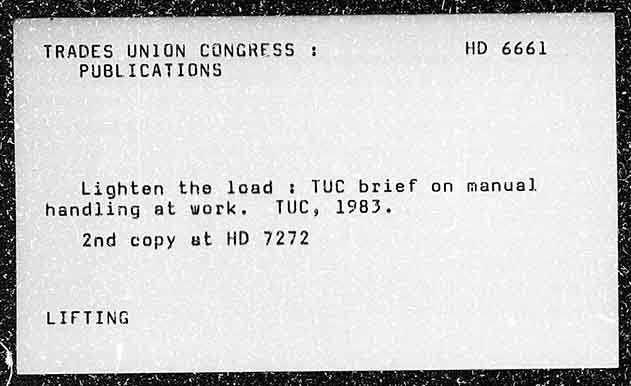 TRADES UNION CONGRESS : HD 6661
PUBLICATIONS
Lighten the load : TUC brief on manual
handling at work. TUC, 1983.
2nd copy at HD 7272
LIFTING